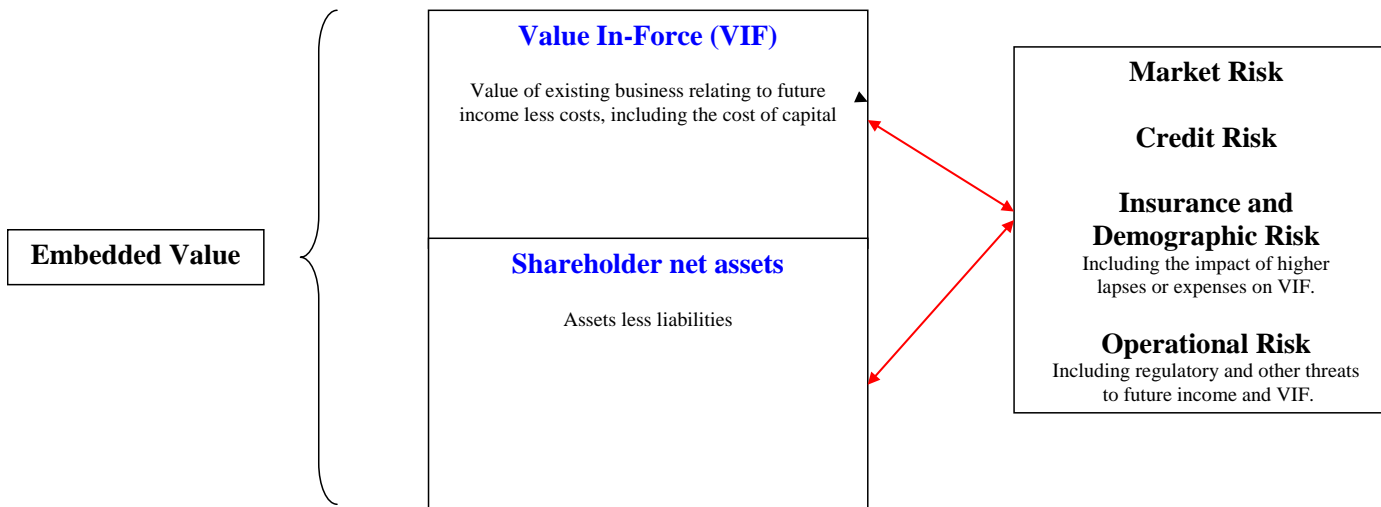 Embedded Value
Value In-Force (VIF)
Value of existing business relating to future
income less costs, including the cost of capital
Shareholder net assets
Assets less liabilities
Market Risk
Credit Risk
Insurance and
Demographic Risk
Including the impact of higher
lapses or expenses on VIF.
Operational Risk
Including regulatory and other threats
to future income and VIF.